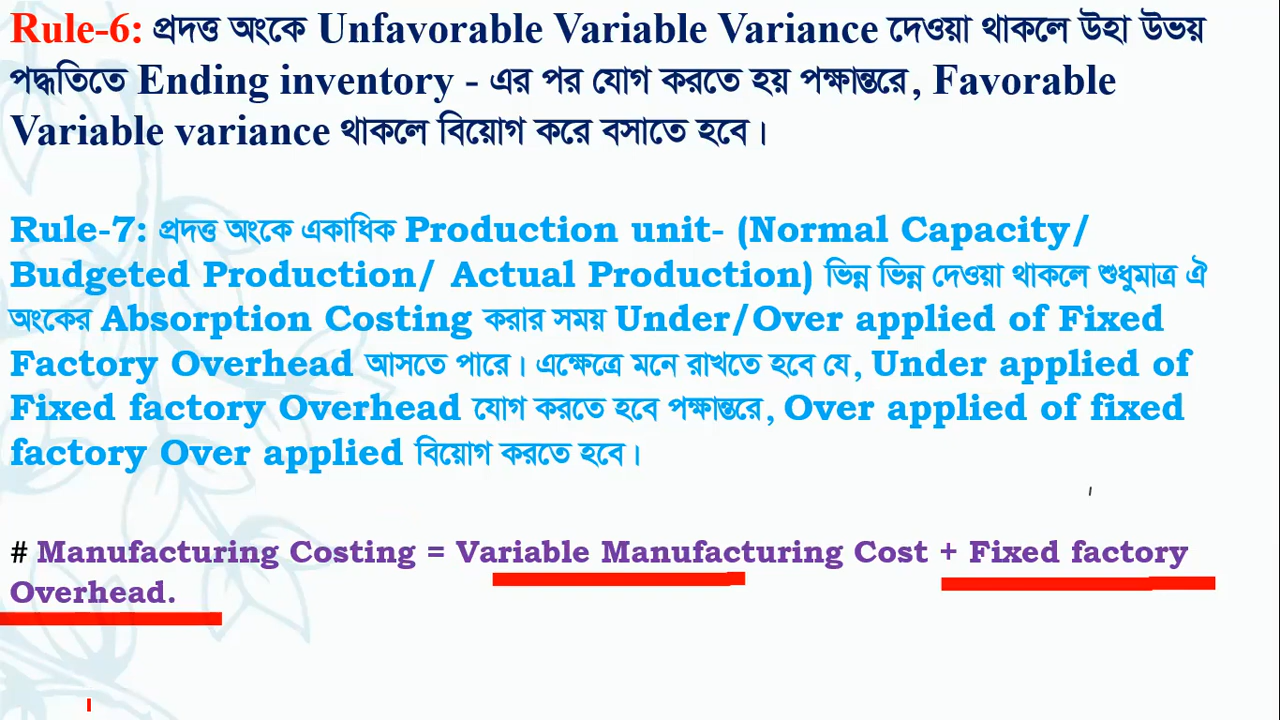 Rule-6: প্রদত্ত অংকে Unfavorable Variable Variance দেওয়া থাকলে উহা উভয়
পদ্ধতিতে Ending inventory - এর পর যোগ করতে হয় পক্ষান্তরে, Favorable
Variable variance থাকলে বিয়োগ করে বসাতে হবে।
Rule-7: প্রদত্ত অংকে একাধিক Production unit- (Normal Capacity/
Budgeted Production/ Actual Production) ভিন্ন ভিন্ন দেওয়া থাকলে শুধুমাত্র ঐ
অংকের Absorption Costing করার সময় Under/Over applied of Fixed
Factory Overhead আসতে পারে। এক্ষেত্রে মনে রাখতে হবে যে, Under applied of
Fixed factory Overhead যোগ করতে হবে পক্ষান্তরে, Over applied of fixed
factory Over applied বিয়োগ করতে হবে।
# Manufacturing Costing = Variable Manufacturing Cost + Fixed factory
Overhead.